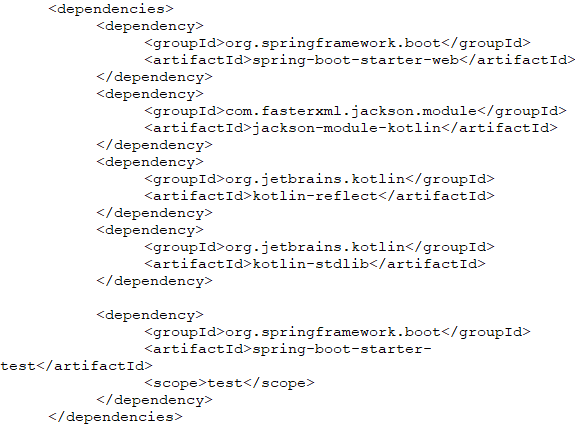 <dependencies>
<dependency>
<groupId>org.springframework.boot</groupId>
<artifactId>spring-boot-starter-web</artifactId>
</dependency>
<dependency>
<groupId>com.fasterxml.jackson.module</groupId>
<artifactId>jackson-module-kotlin</artifactId>
</dependency>
<dependency>
<groupId>org.jetbrains.kotlin</groupId>
<artifactId>kotlin-reflect</artifactId>
</dependency>
<dependency>
<groupId>org.jetbrains.kotlin</groupId>
<artifactId>kotlin-stdlib</artifactId>
</dependency>
<dependency>
<groupId>org.springframework.boot</groupId>
<artifactId>spring-boot-starter-
test</artifactId>
<scope>test</scope>
</dependency>
</dependencies>